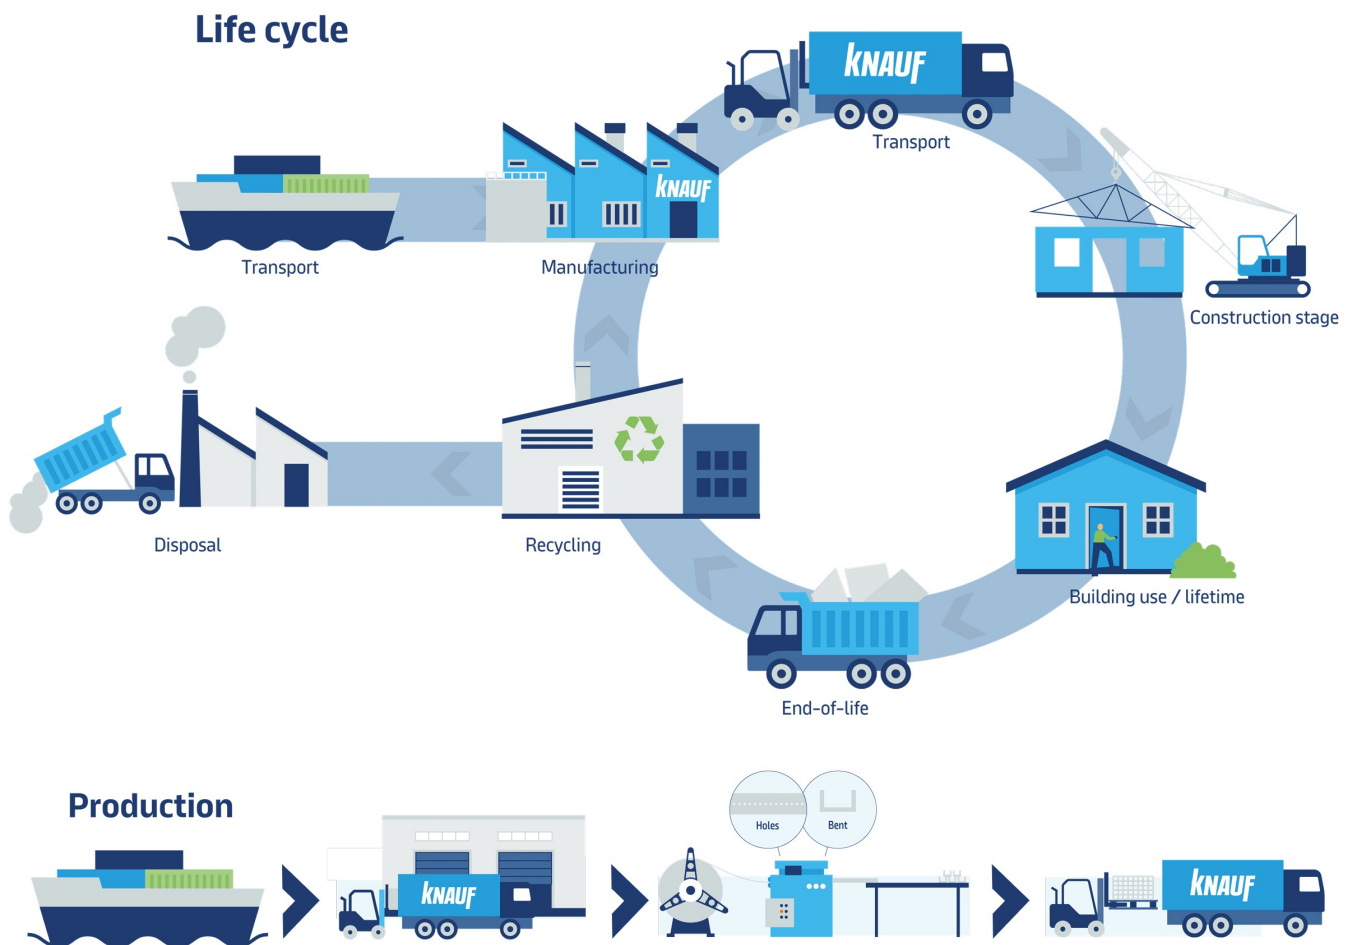 Life cycle
KNAUF
Transport
KNAUF
Transport
Manufacturing
Construction stage
Disposal
Recycling
Building use / lifetime
End-of-life
Production
Holes
Bent
KNAUF
KNAUF